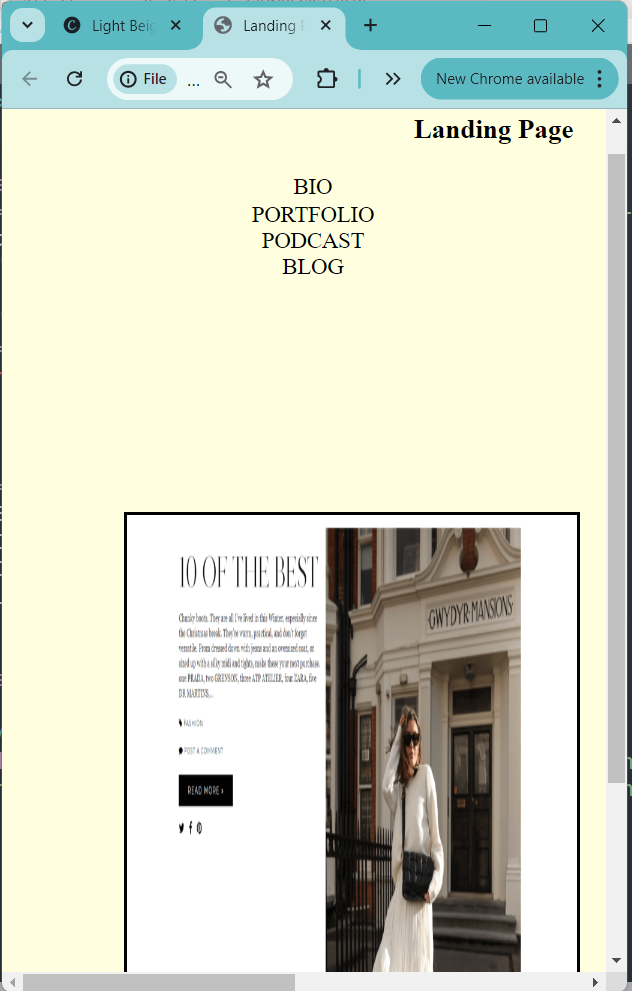 Light Beig
Landing P
File
...
New Chrome available
Landing Page
BIO
PORTFOLIO
PODCAST
BLOG
10 OF THE BEST
GWYDYR·MANSIONS
Chunky boots. They are all I've lived in this Winter, especially since
the Christmas break. They're warm, practical, and don't forget
versatile. From dressed down with jeans and an oversized coat, or
sized up with a silky midi and tights, make these your next purchase.
one PRADA, two GRENSON, three ATP ATELIER, four ZARA, five
DR MARTINS,...
FASHION
POST A COMMENT
READ MORE ›